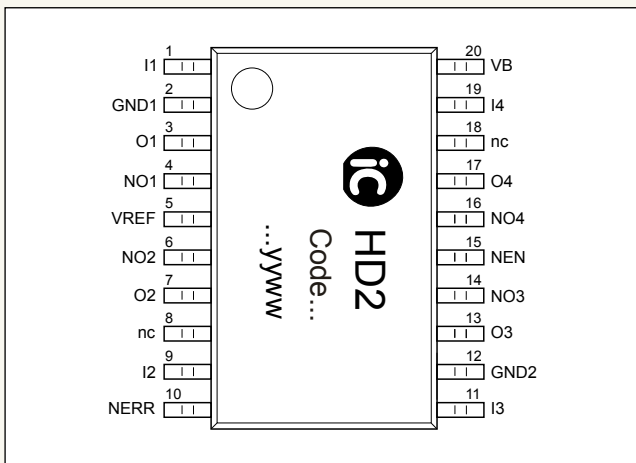 1
I1
2
GND1
3
O1
4
NO1
5
VREF
6
NO2
7
O2
8
nc
9
I2
10
NERR
20
VB
19
I4
18
nc
17
O4
16
NO4
15
NEN
14
NO3
13
O3
12
GND2
11
I3
iC HD2
Code...
...yyww